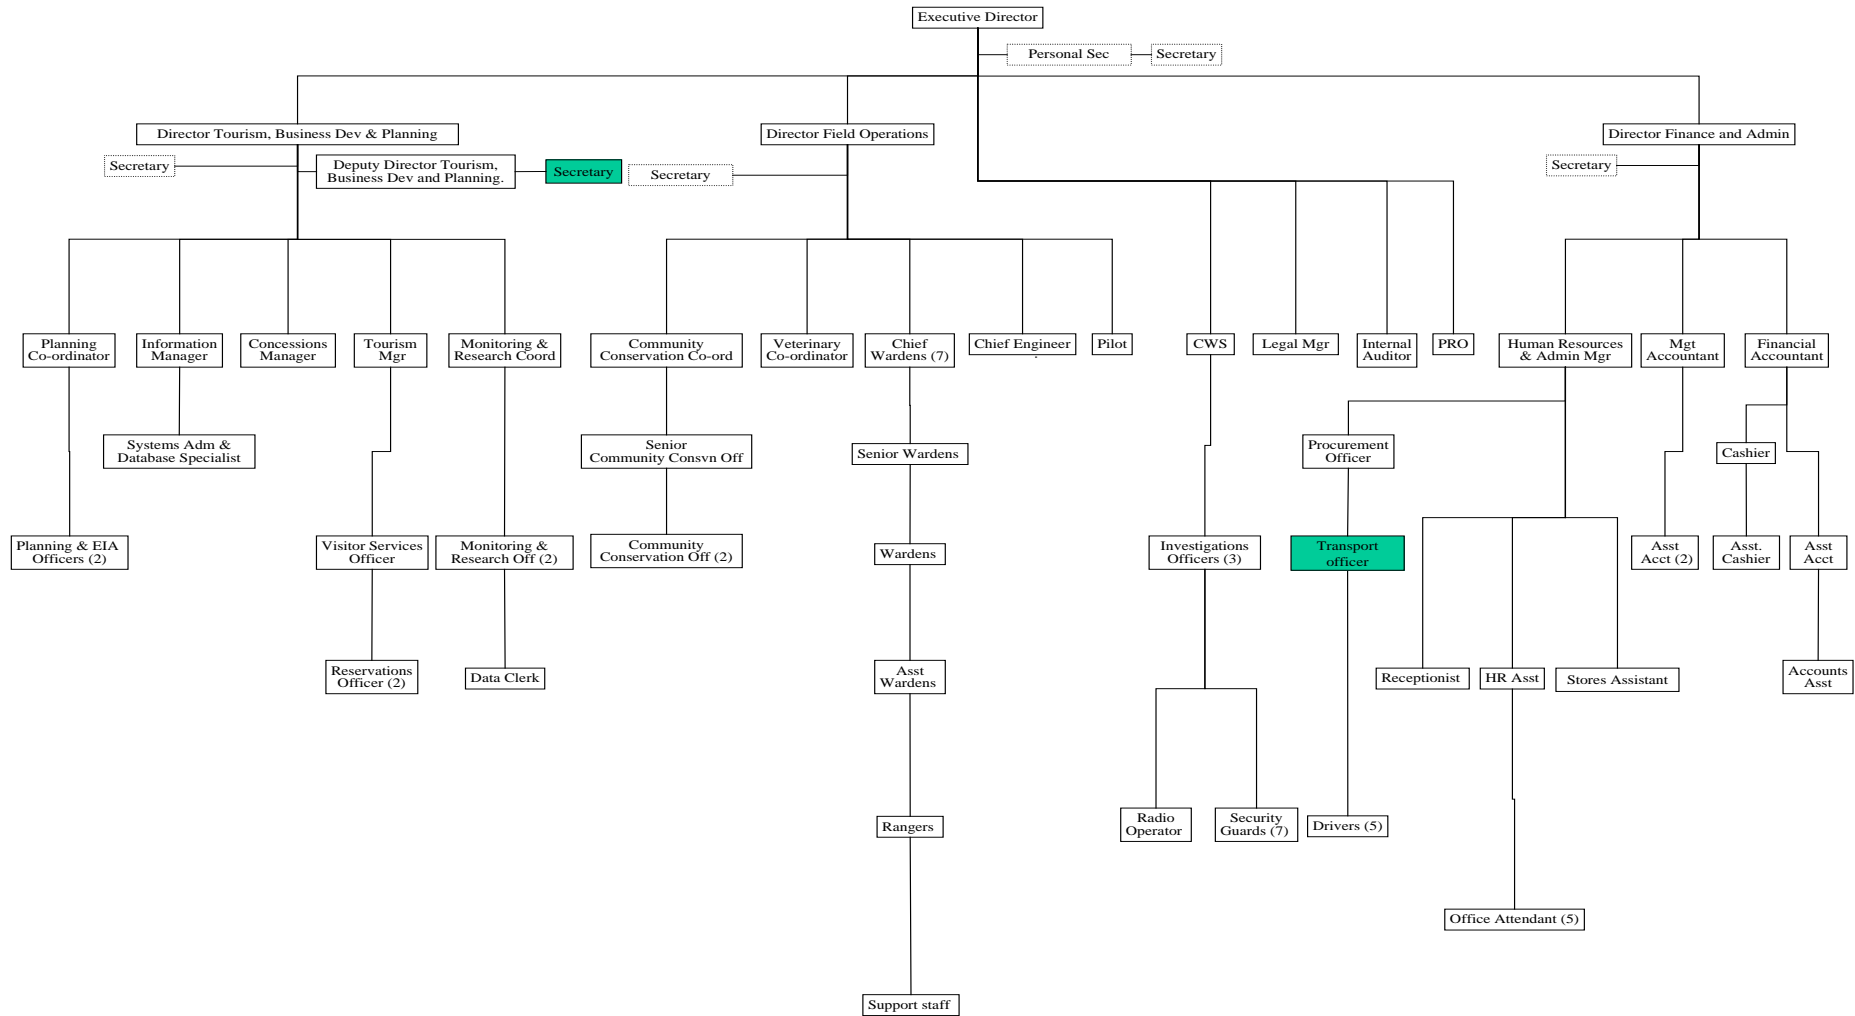 Executive Director
Personal Sec
Secretary
Director Tourism, Business Dev & Planning
Director Field Operations
Director Finance and Admin
Secretary
Deputy Director Tourism,
Business Dev and Planning.
Secretary
Secretary
Secretary
Planning
Co-ordinator
Information
Manager
Concessions
Manager
Tourism
Mgr
Monitoring &
Research Coord
Community
Conservation Co-ord
Veterinary
Co-ordinator
Chief
Wardens (7)
Chief Engineer
.
Pilot
CWS
Legal Mgr
Internal
Auditor
PRO
Human Resources
& Admin Mgr
Mgt
Accountant
Financial
Accountant
Systems Adm &
Database Specialist
Senior
Community Consvn Off
Senior Wardens
Procurement
Officer
Cashier
Planning & EIA
Officers (2)
Visitor Services
Officer
Monitoring &
Research Off (2)
Community
Conservation Off (2)
Wardens
Investigations
Officers (3)
Transport
officer
Asst
Acct (2)
Asst.
Cashier
Asst
Acct
Reservations
Officer (2)
Data Clerk
Asst
Wardens
Receptionist
HR Asst
Stores Assistant
Accounts
Asst
Rangers
Radio
Operator
Security
Guards (7)
Drivers (5)
Office Attendant (5)
Support staff